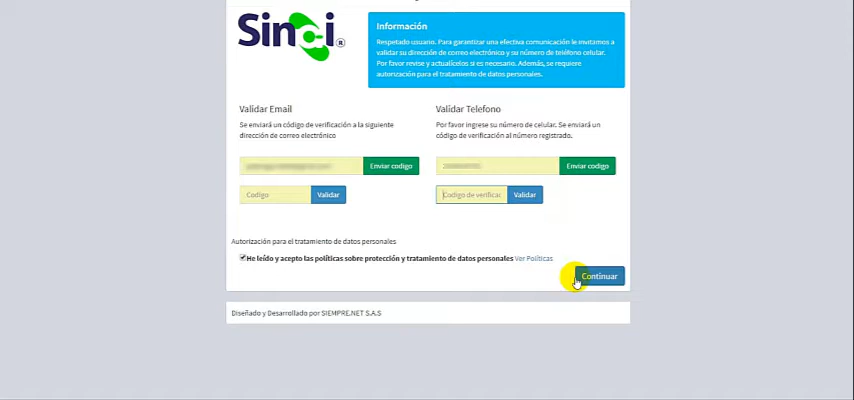 Sinci®
Información
Respetado usuario. Para garantizar una efectiva comunicación le invitamos a
validar su dirección de correo electrónico y su número de teléfono celular.
Por favor revise y actualícelos si es necesario. Además, se requiere
autorización para el tratamiento de datos personales.
Validar Email
Se enviará un código de verificación a la siguiente
dirección de correo electrónico
Enviar codigo
Codigo
Validar
Validar Telefono
Por favor ingrese su número de celular. Se enviará un
código de verificación al número registrado.
Enviar codigo
Codigo de verificac
Validar
Autorización para el tratamiento de datos personales
He leído y acepto las políticas sobre protección y tratamiento de datos personales Ver Políticas
Continuar
Diseñado y Desarrollado por SIEMPRE.NET S.A.S